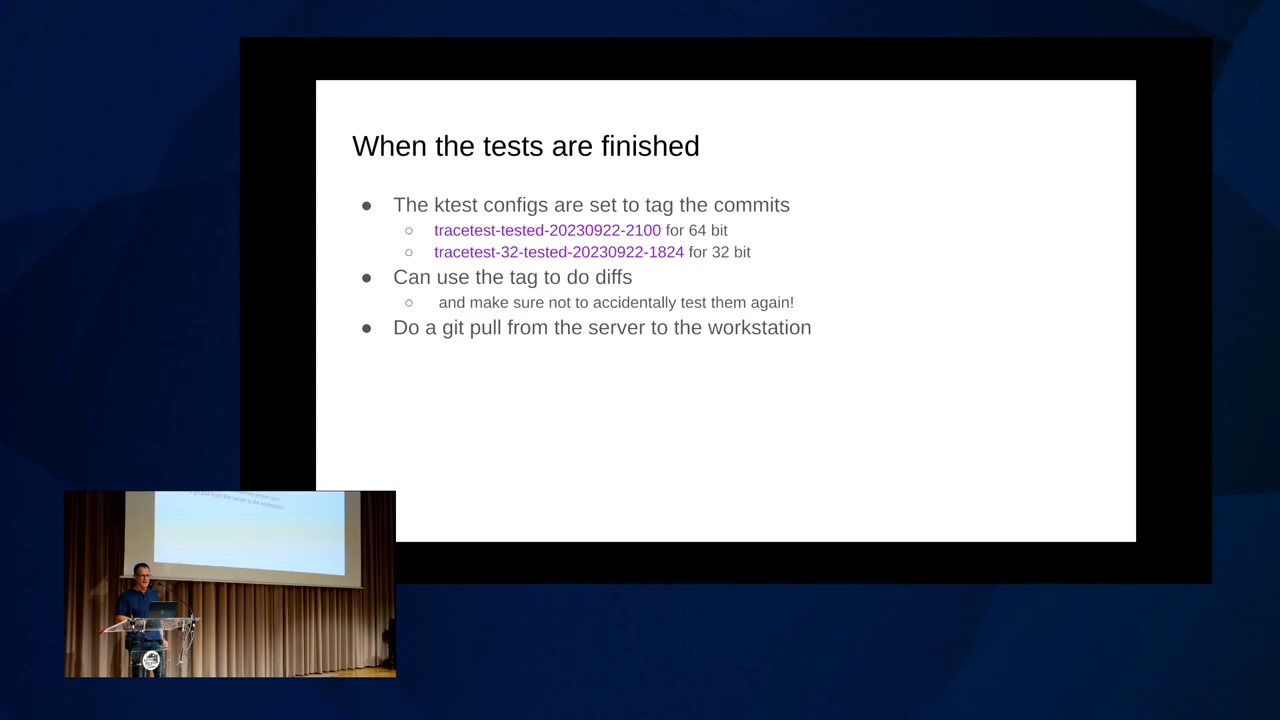 When the tests are finished
● The ktest configs are set to tag the commits
○ tracetest-tested-20230922-2100 for 64 bit
○ tracetest-32-tested-20230922-1824 for 32 bit
● Can use the tag to do diffs
○ and make sure not to accidentally test them again!
● Do a git pull from the server to the workstation